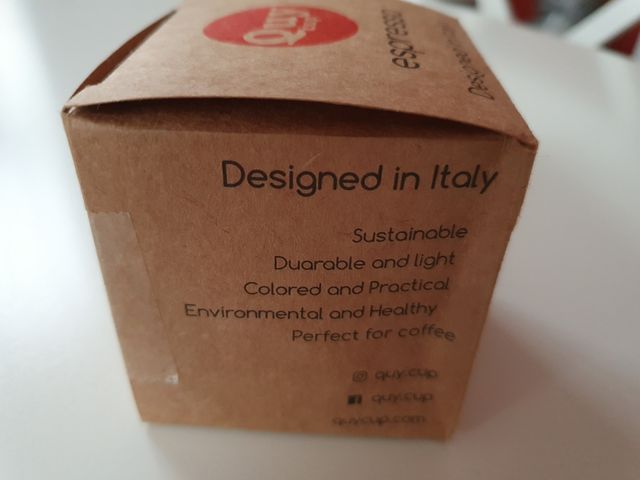 Quy
cup
espresso
Designed in Italy
Sustainable
Duarable and light
Colored and Practical
Environmental and Healthy
Perfect for coffee
quy.cup
quy.cup
quycup.com